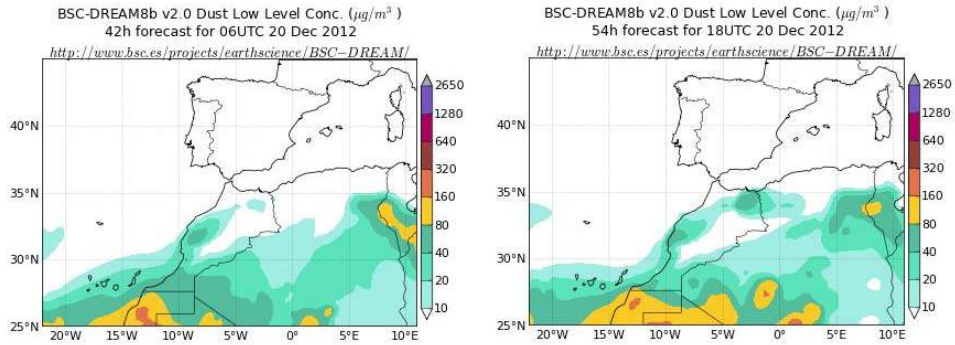 BSC-DREAM8b v2.0 Dust Low Level Conc. (μg/m³ )
42h forecast for 06UTC 20 Dec 2012
http://www.bsc.es/projects/earthscience/BSC−DREAM/
40°N
35°N
30°N
25°N
20°W 15°W 10°W 5°W 0°E 5°E 10°E
2650
1280
640
320
160
80
40
20
10
BSC-DREAM8b v2.0 Dust Low Level Conc. (μg/m³ )
54h forecast for 18UTC 20 Dec 2012
http://www.bsc.es/projects/earthscience/BSC−DREAM/
40°N
35°N
30°N
25°N
20°W 15°W 10°W 5°W 0°E 5°E 10°E
2650
1280
640
320
160
80
40
20
10